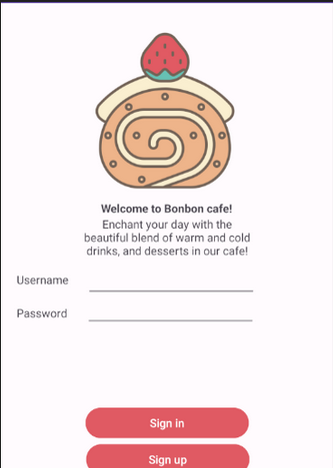 Welcome to Bonbon cafe!
Enchant your day with the
beautiful blend of warm and cold
drinks, and desserts in our cafe!
Username
Password
Sign in
Sign up